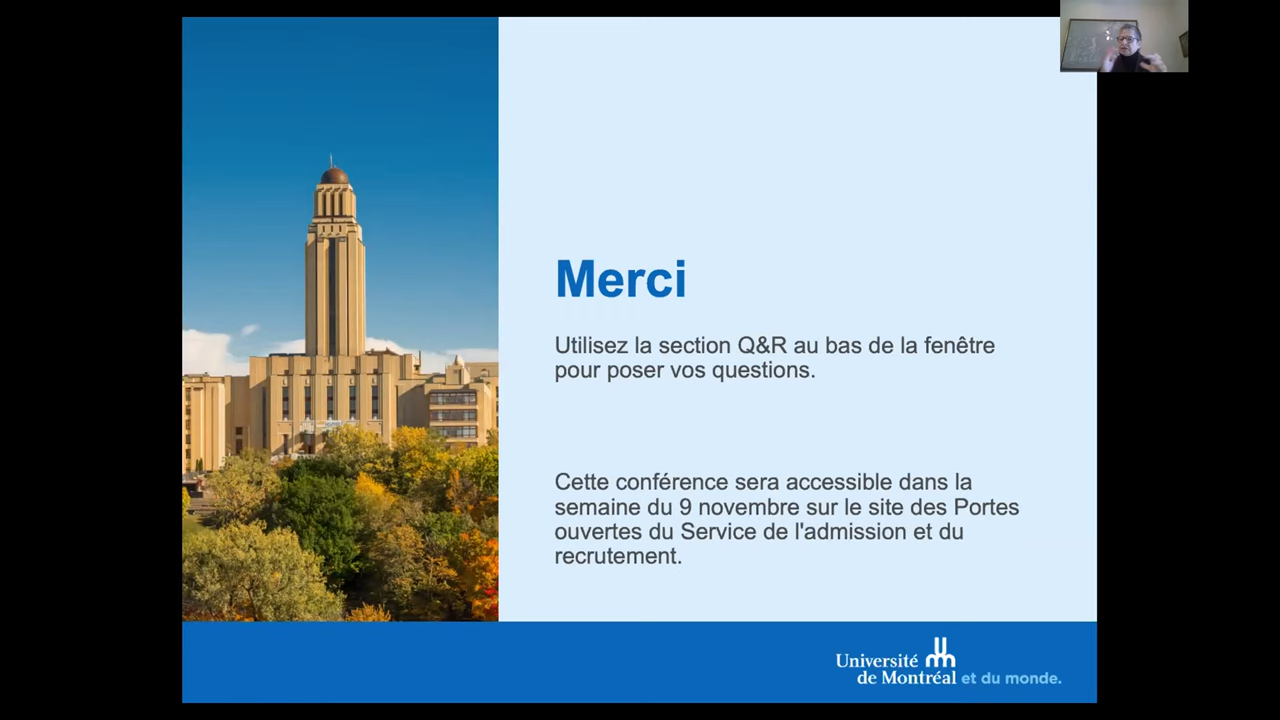 Merci
Utilisez la section Q&R au bas de la fenêtre
pour poser vos questions.
Cette conférence sera accessible dans la
semaine du 9 novembre sur le site des Portes
ouvertes du Service de l'admission et du
recrutement.
Université
de Montréal et du monde.